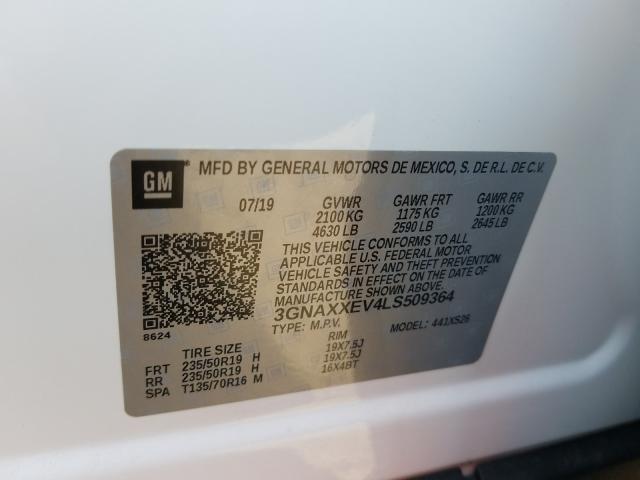 GM ® MFD BY GENERAL MOTORS DE MEXICO, S. DE R.L. DE C.V.
07/19 GVWR GAWR FRT GAWR RR
2100 KG 1175 KG 1200 KG
4630 LB 2590 LB 2645 LB
THIS VEHICLE CONFORMS TO ALL
APPLICABLE U.S. FEDERAL MOTOR
VEHICLE SAFETY AND THEFT PREVENTION
STANDARDS IN EFFECT ON THE DATE OF
MANUFACTURE SHOWN ABOVE.
3GNAXXEV4LS509364
8624 TYPE: M.P.V. MODEL: 441XS26
TIRE SIZE RIM
FRT 235/50R19 H 19X7.5J
RR 235/50R19 H 19X7.5J
SPA T135/70R16 M 16X4BT